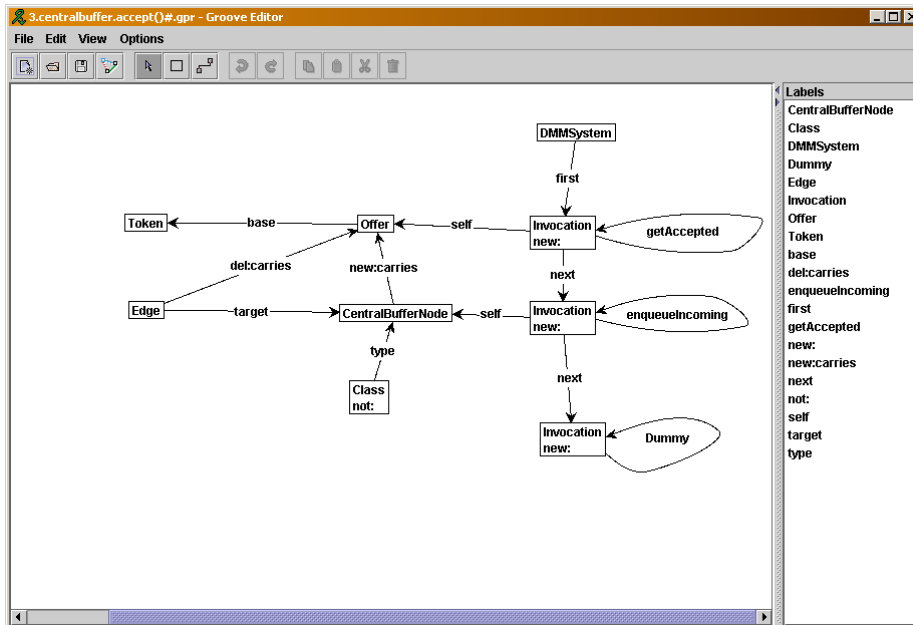 3.centralbuffer.accept()#.gpr - Groove Editor
File Edit View Options
Labels
CentralBufferNode
Class
DMMSystem
Dummy
Edge
Invocation
Offer
Token
base
del:carries
enqueueIncoming
first
getAccepted
new:
new:carries
next
not:
self
target
type
DMMSystem
first
Token
base
Offer
self
Invocation
new:
getAccepted
del:carries
new:carries
next
Edge
target
CentralBufferNode
self
Invocation
new:
enqueueIncoming
type
next
Class
not:
Invocation
new:
Dummy